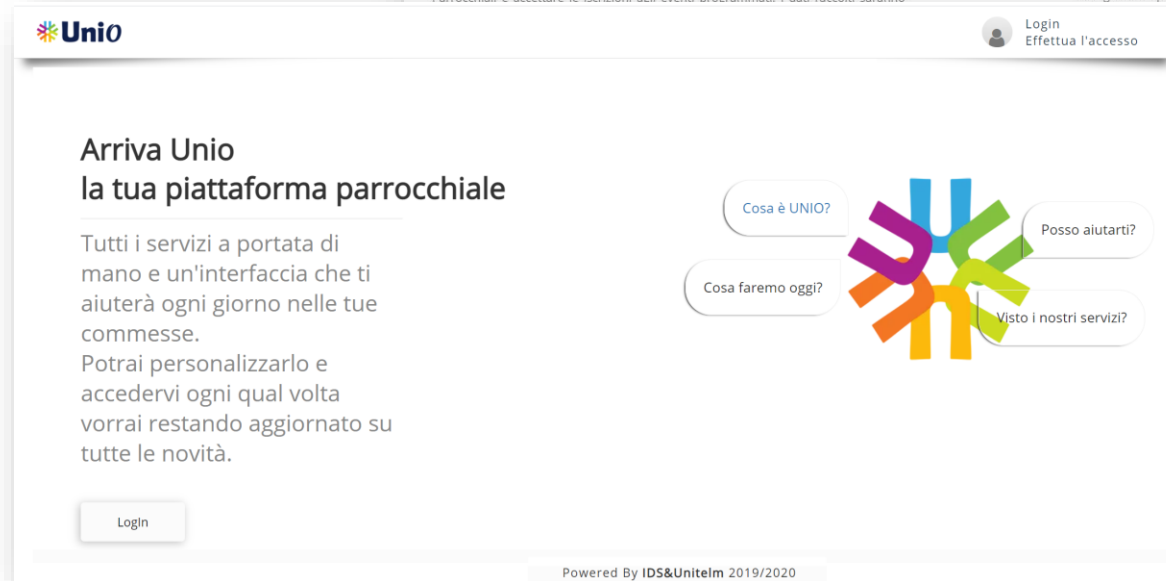 Unio
Login
Effettua l'accesso
Arriva Unio
la tua piattaforma parrocchiale
Tutti i servizi a portata di
mano e un'interfaccia che ti
aiuterà ogni giorno nelle tue
commesse.
Potrai personalizzarlo e
accedervi ogni qual volta
vorrai restando aggiornato su
tutte le novità.
LogIn
Cosa è UNIO?
Posso aiutarti?
Cosa faremo oggi?
Visto i nostri servizi?
Powered By IDS&Unitelm 2019/2020